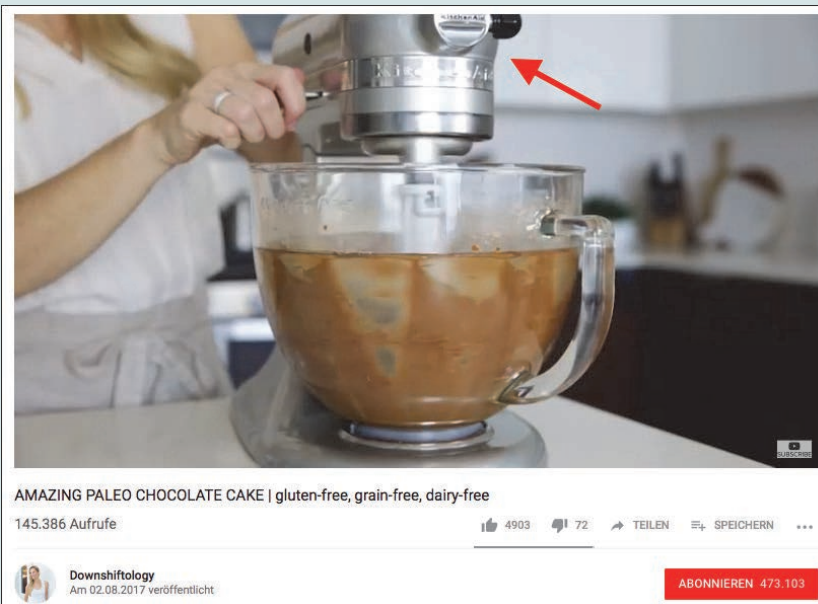 KitchenAid
KitchenAid
SUBSCRIBE
AMAZING PALEO CHOCOLATE CAKE | gluten-free, grain-free, dairy-free
145.386 Aufrufe
4903 72 TEILEN SPEICHERN
Downshiftology
Am 02.08.2017 veröffentlicht
ABONNIEREN 473.103